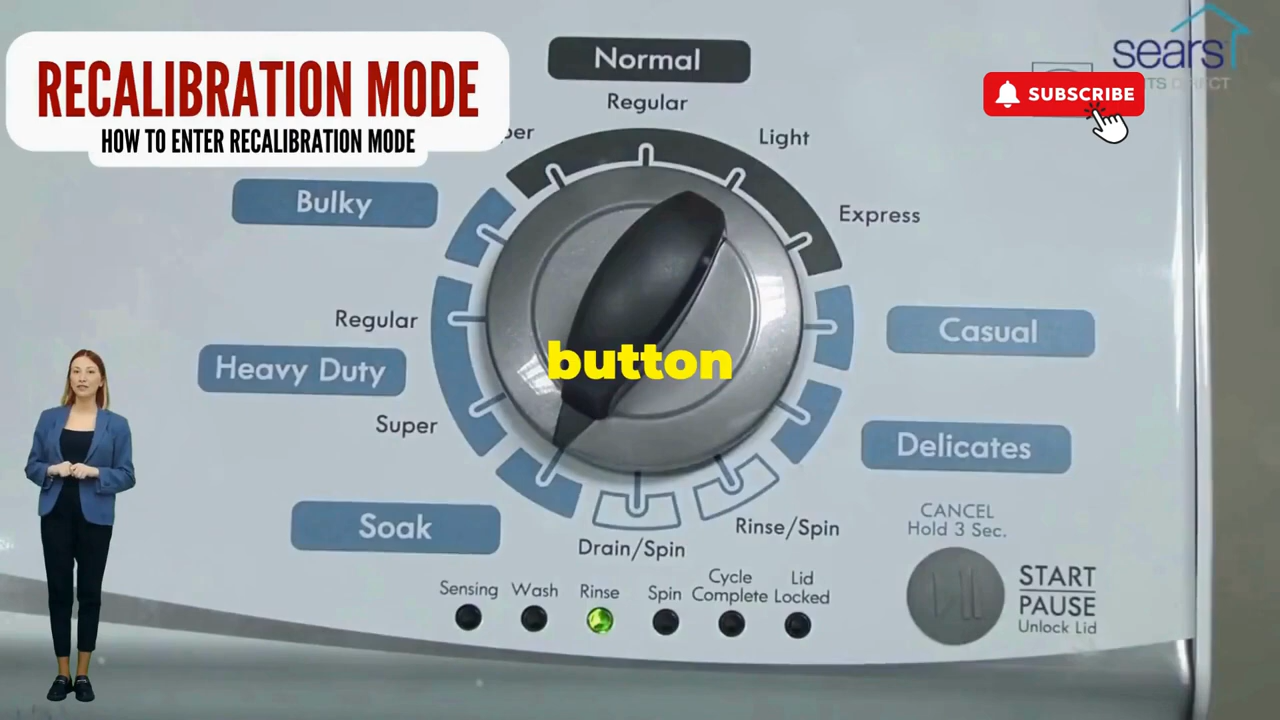 sears
RECALIBRATION MODE
HOW TO ENTER RECALIBRATION MODE
SUBSCRIBE
DIRECT
Normal
Regular
Light
Bulky
Express
Regular
Casual
Heavy Duty
button
Super
Delicates
Soak
CANCEL
Hold 3 Sec.
Rinse/Spin
Drain/Spin
Sensing
Wash
Rinse
Spin
Cycle
Complete
Lid
Locked
START
PAUSE
Unlock Lid